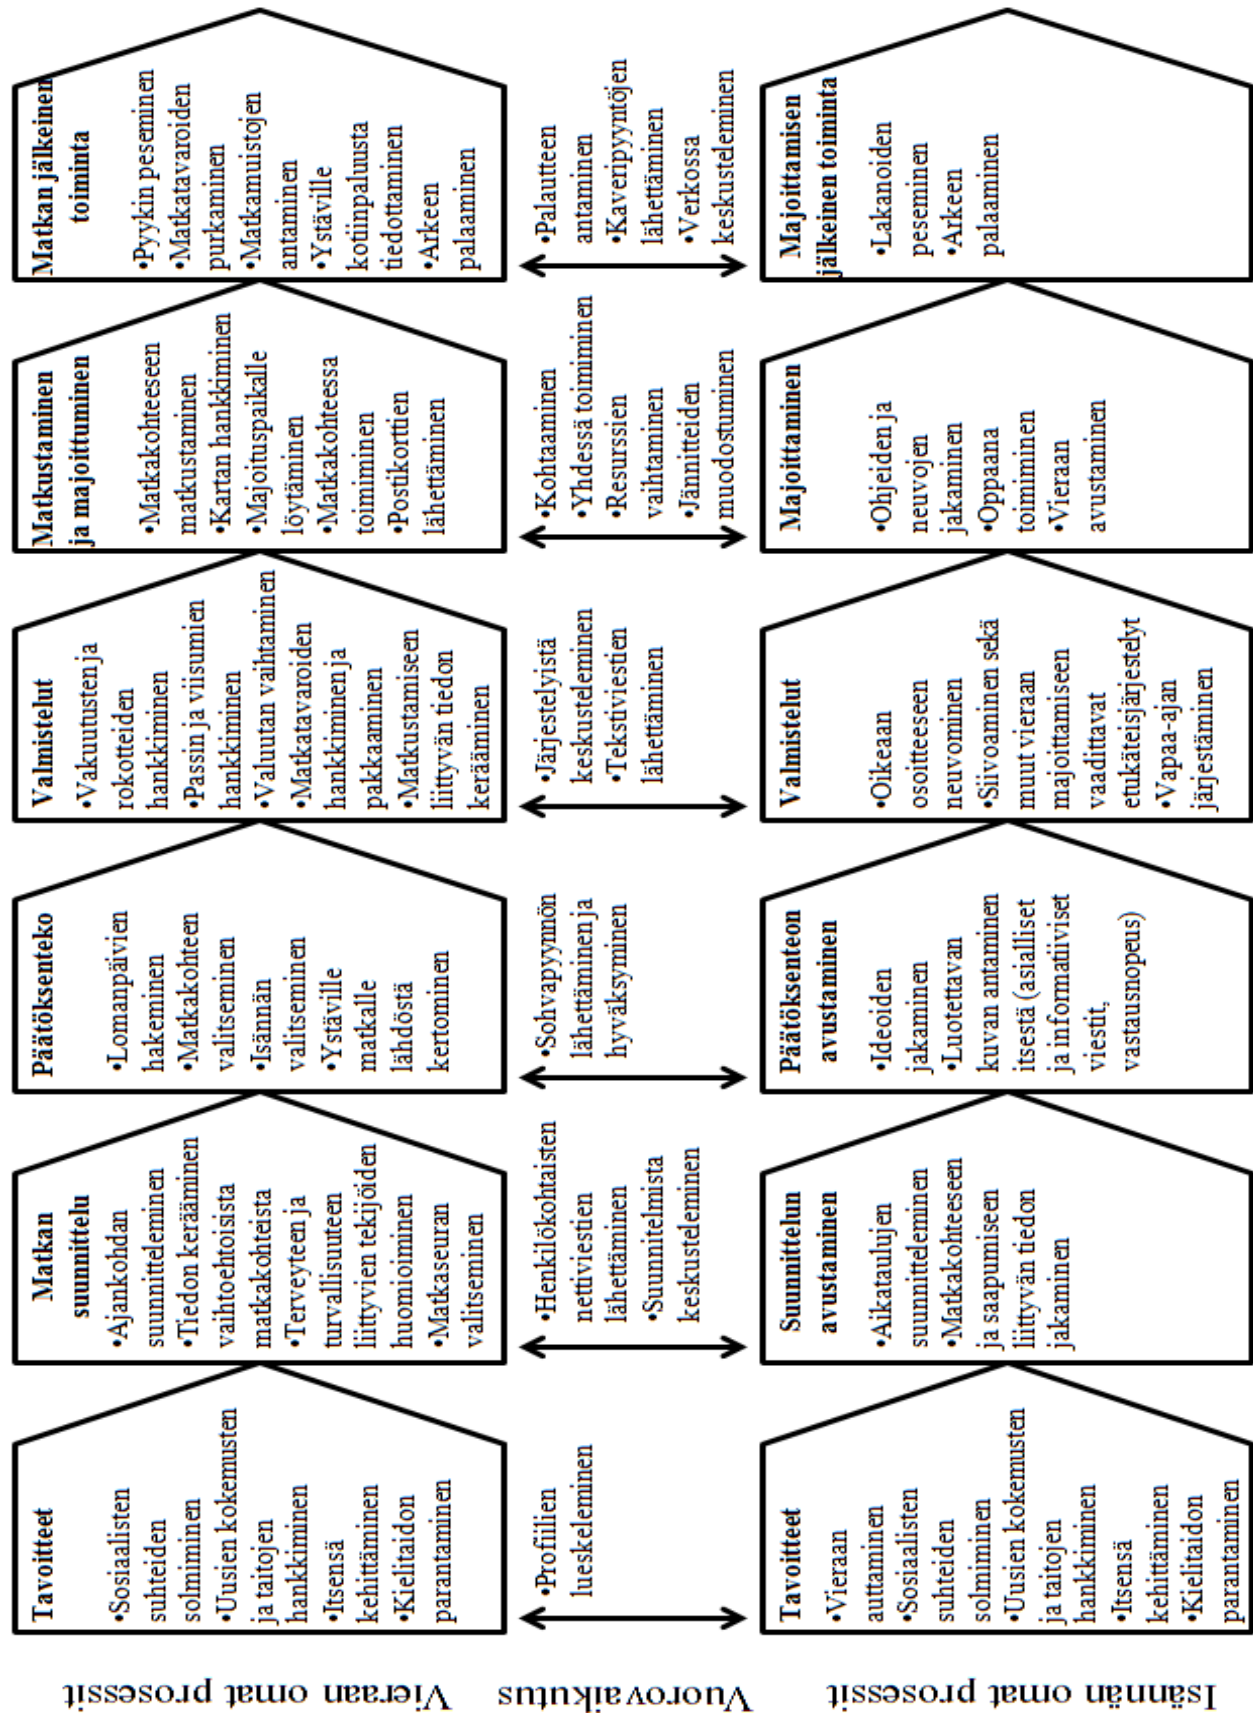 Vieraan omat prosessit
Tavoitteet
•Sosiaalisten
suhteiden
solmiminen
•Uusien kokemusten
ja taitojen
hankkiminen
•Itsensä
kehittäminen
•Kielitaidon
parantaminen
Matkan
suunnittelu
•Ajankohdan
suunnitteleminen
•Tiedon kerääminen
vaihtoehtoisista
matkakohteista
•Terveyteen ja
turvallisuuteen
liittyvien tekijöiden
huomioiminen
•Matkaseuran
valitseminen
Päätöksenteko
•Lomanpäivien
hakeminen
•Matkakohteen
valitseminen
•Isännän
valitseminen
•Ystäville
matkalle
lähdöstä
kertominen
Valmistelut
•Vakuutusten ja
rokotteiden
hankkiminen
•Passin ja viisumien
hankkiminen
•Valuutan vaihtaminen
•Matkatavaroiden
hankkiminen ja
pakkaaminen
•Matkustamiseen
liittyvän tiedon
kerääminen
Matkustaminen
ja majoittuminen
•Matkakohteeseen
matkustaminen
•Kartan hankkiminen
•Majoituspaikalle
löytäminen
•Matkakohteessa
toimiminen
•Postikorttien
lähettäminen
Matkan jälkeinen
toiminta
•Pyykin peseminen
•Matkatavaroiden
purkaminen
•Matkamuistojen
antaminen
•Ystäville
kotiinpaluusta
tiedottaminen
•Arkeen
palaaminen
Vuorovaikutus
•Profiilien
lueskeleminen
•Henkilökohtaisten
nettiviestien
lähettäminen
•Suunnitelmista
keskusteleminen
•Sohvapyynnön
lähettäminen ja
hyväksyminen
•Järjestelyistä
keskusteleminen
•Tekstiviestien
lähettäminen
•Kohtaaminen
•Yhdessä toimiminen
•Resurssien
vaihtaminen
•Jännitteiden
muodostuminen
•Palautteen
antaminen
•Kaveripyyntöjen
lähettäminen
•Verkossa
keskusteleminen
Isännän omat prosessit
Tavoitteet
•Vieraan
auttaminen
•Sosiaalisten
suhteiden
solmiminen
•Uusien kokemusten
ja taitojen
hankkiminen
•Itsensä
kehittäminen
•Kielitaidon
parantaminen
Suunnittelun
avustaminen
•Aikataulujen
suunnitteleminen
•Matkakohteeseen
ja saapumiseen
liittyvän tiedon
jakaminen
Päätöksenteon
avustaminen
•Ideoiden
jakaminen
•Luotettavan
kuvan antaminen
itsestä (asialliset
ja informatiiviset
viestit,
vastausnopeus)
Valmistelut
•Oikeaan
osoitteeseen
neuvominen
•Siivoaminen sekä
muut vieraan
majoittamiseen
vaadittavat
etukäteisjärjestelyt
•Vapaa-ajan
järjestäminen
Majoittaminen
•Ohjeiden ja
neuvojen
jakaminen
•Oppaana
toimiminen
•Vieraan
avustaminen
Majoittamisen
jälkeinen toiminta
•Lakanoiden
peseminen
•Arkeen
palaaminen